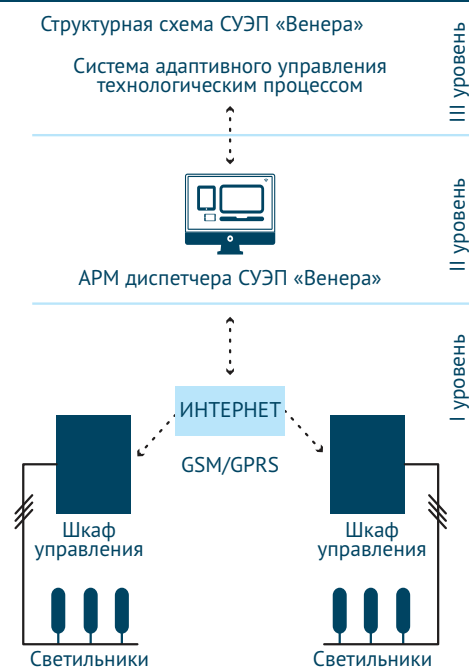 Структурная схема СУЭП «Венера»
Система адаптивного управления
технологическим процессом
III уровень
II уровень
АРМ диспетчера СУЭП «Венера»
I уровень
ИНТЕРНЕТ
GSM/GPRS
Шкаф
управления
Шкаф
управления
Светильники
Светильники